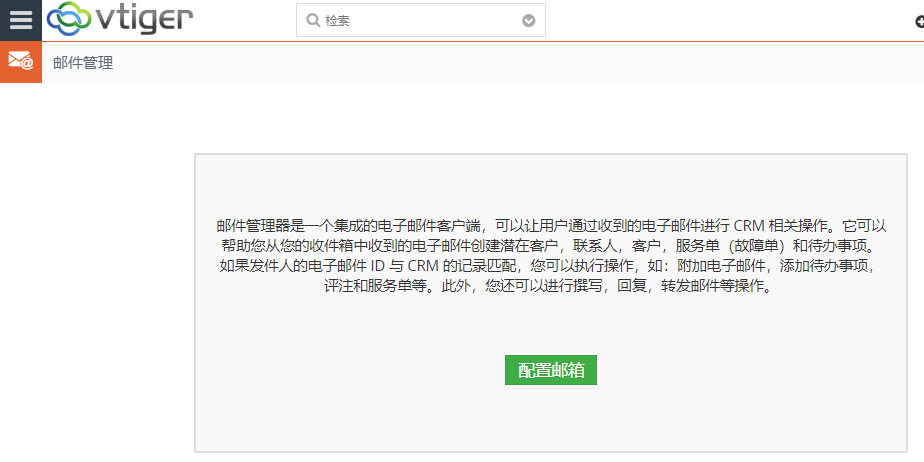 vtiger
检索
邮件管理
邮件管理器是一个集成的电子邮件客户端，可以让用户通过收到的电子邮件进行 CRM 相关操作。它可以
帮助您从您的收件箱中收到的电子邮件创建潜在客户，联系人，客户，服务单（故障单）和待办事项。
如果发件人的电子邮件 ID 与 CRM 的记录匹配，您可以执行操作，如：附加电子邮件，添加待办事项，
评注和服务单等。此外，您还可以进行撰写，回复，转发邮件等操作。
配置邮箱